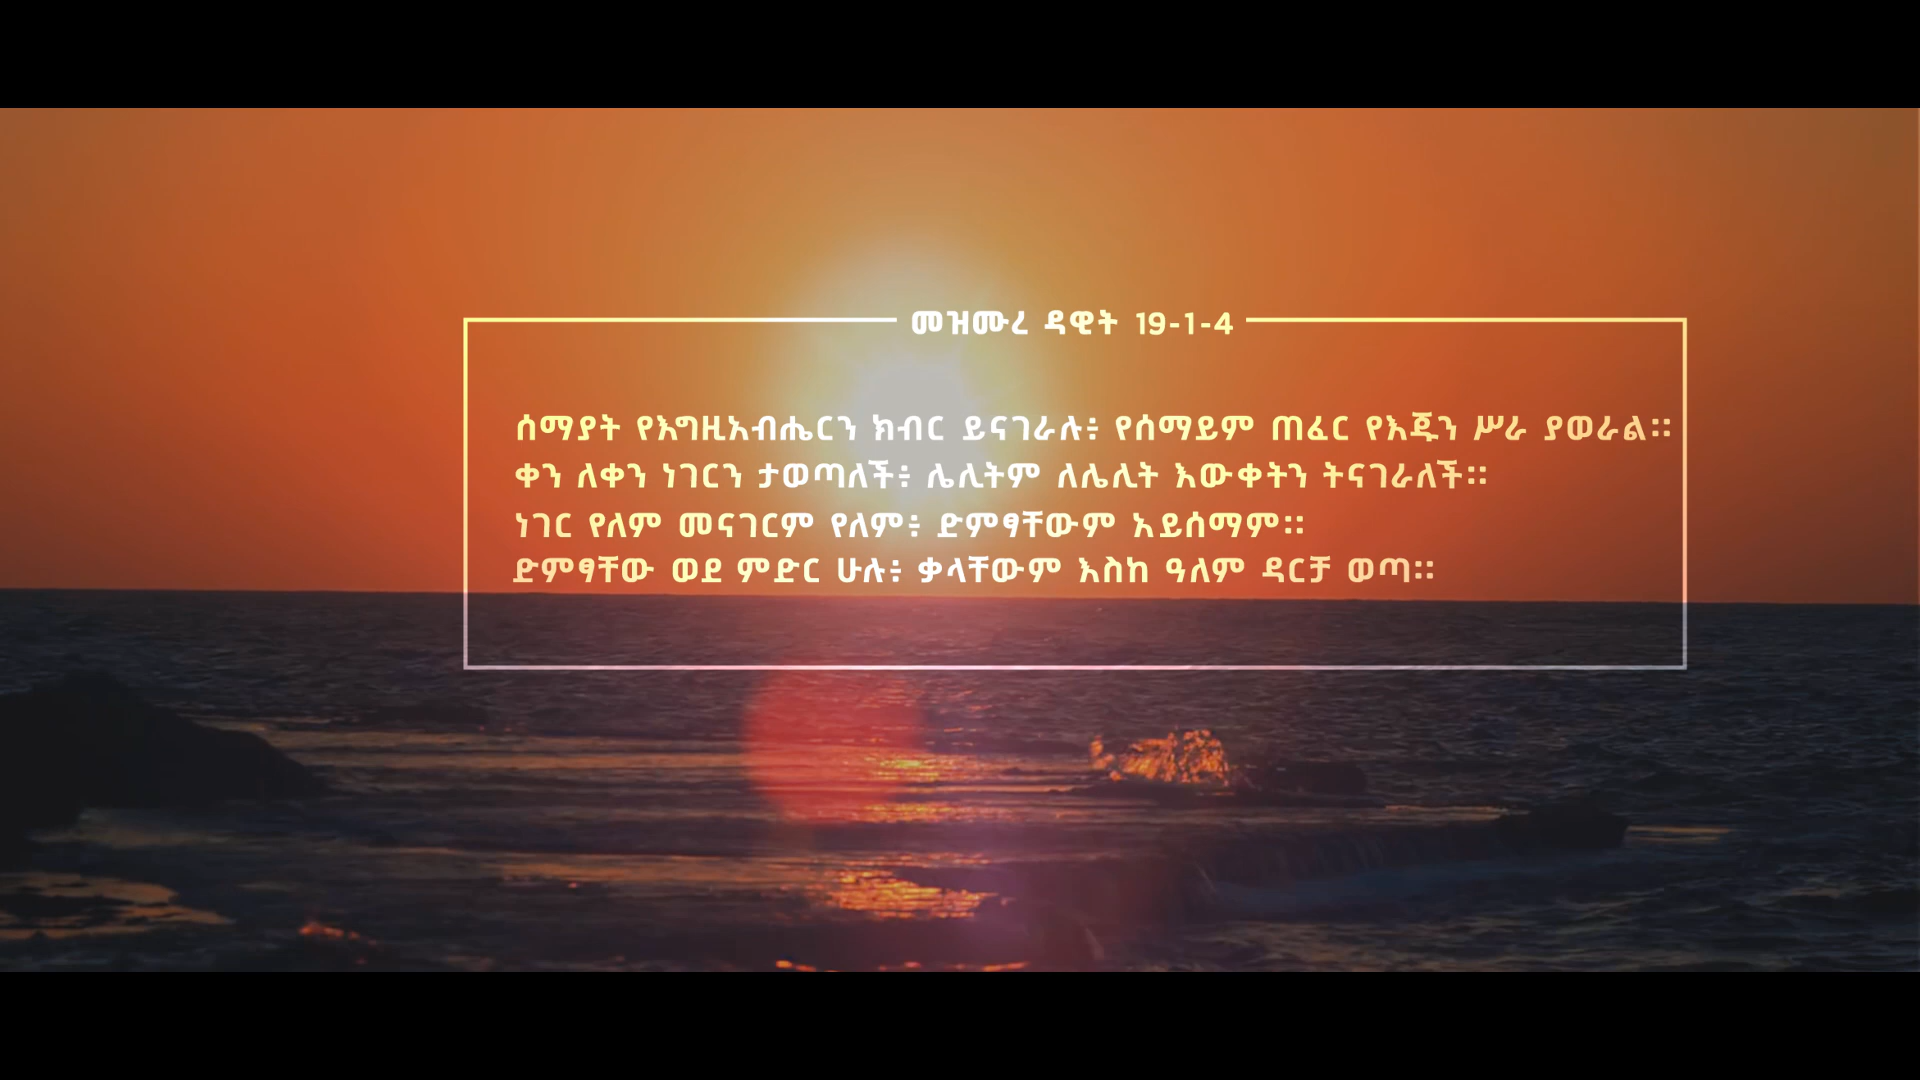 መዝሙረ ዳዊት 19-1-4
ሰማያት የእግዚአብሔርን ክብር ይናገራሉ፥ የሰማይም ጠፈር የእጁን ሥራ ያወራል።
ቀን ለቀን ነገርን ታወጣለች፥ ሌሊትም ለሌሊት እውቀትን ትናገራለች።
ነገር የለም መናገርም የለም፥ ድምፃቸውም አይሰማም።
ድምፃቸው ወደ ምድር ሁሉ፥ ቃላቸውም እስከ ዓለም ዳርቻ ወጣ።